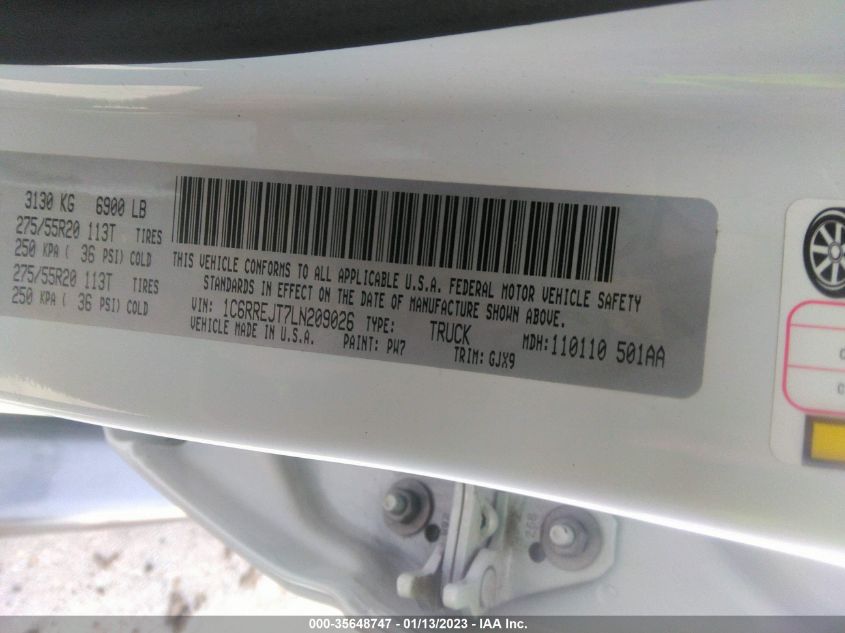 3130 KG 6900 LB
275/55R20 113T TIRES
250 KPA ( 36 PSI) COLD
275/55R20 113T TIRES
250 KPA ( 36 PSI) COLD
THIS VEHICLE CONFORMS TO ALL APPLICABLE U.S.A. FEDERAL MOTOR VEHICLE SAFETY
STANDARDS IN EFFECT ON THE DATE OF MANUFACTURE SHOWN ABOVE.
VIN: 1C6RREJT7LN209026 TYPE: TRUCK MDH:110110 501AA
VEHICLE MADE IN U.S.A. PAINT: PW7 TRIM: GJX9
000-35648747 — 01/13/2023 — IAA Inc.